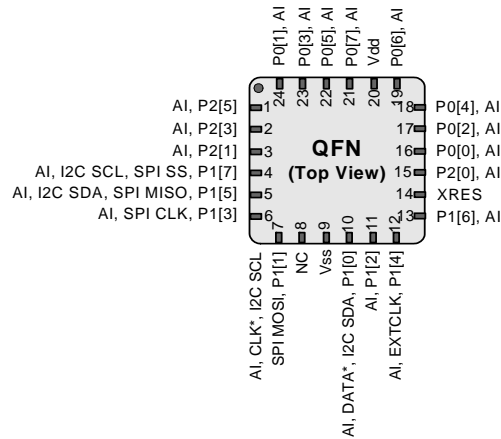 P0[1], AI
P0[3], AI
P0[5], AI
P0[7], AI
Vdd
P0[6], AI
24
23
22
21
20
19
AI, P2[5]
1
18
P0[4], AI
AI, P2[3]
2
17
P0[2], AI
AI, P2[1]
3
QFN
16
P0[0], AI
AI, I2C SCL, SPI SS, P1[7]
4
(Top View)
15
P2[0], AI
AI, I2C SDA, SPI MISO, P1[5]
5
14
XRES
AI, SPI CLK, P1[3]
6
13
P1[6], AI
7
8
9
10
11
12
AI, CLK*, I2C SCL
SPI MOSI, P1[1]
NC
Vss
AI, DATA*, I2C SDA, P1[0]
AI, P1[2]
AI, EXTCLK, P1[4]